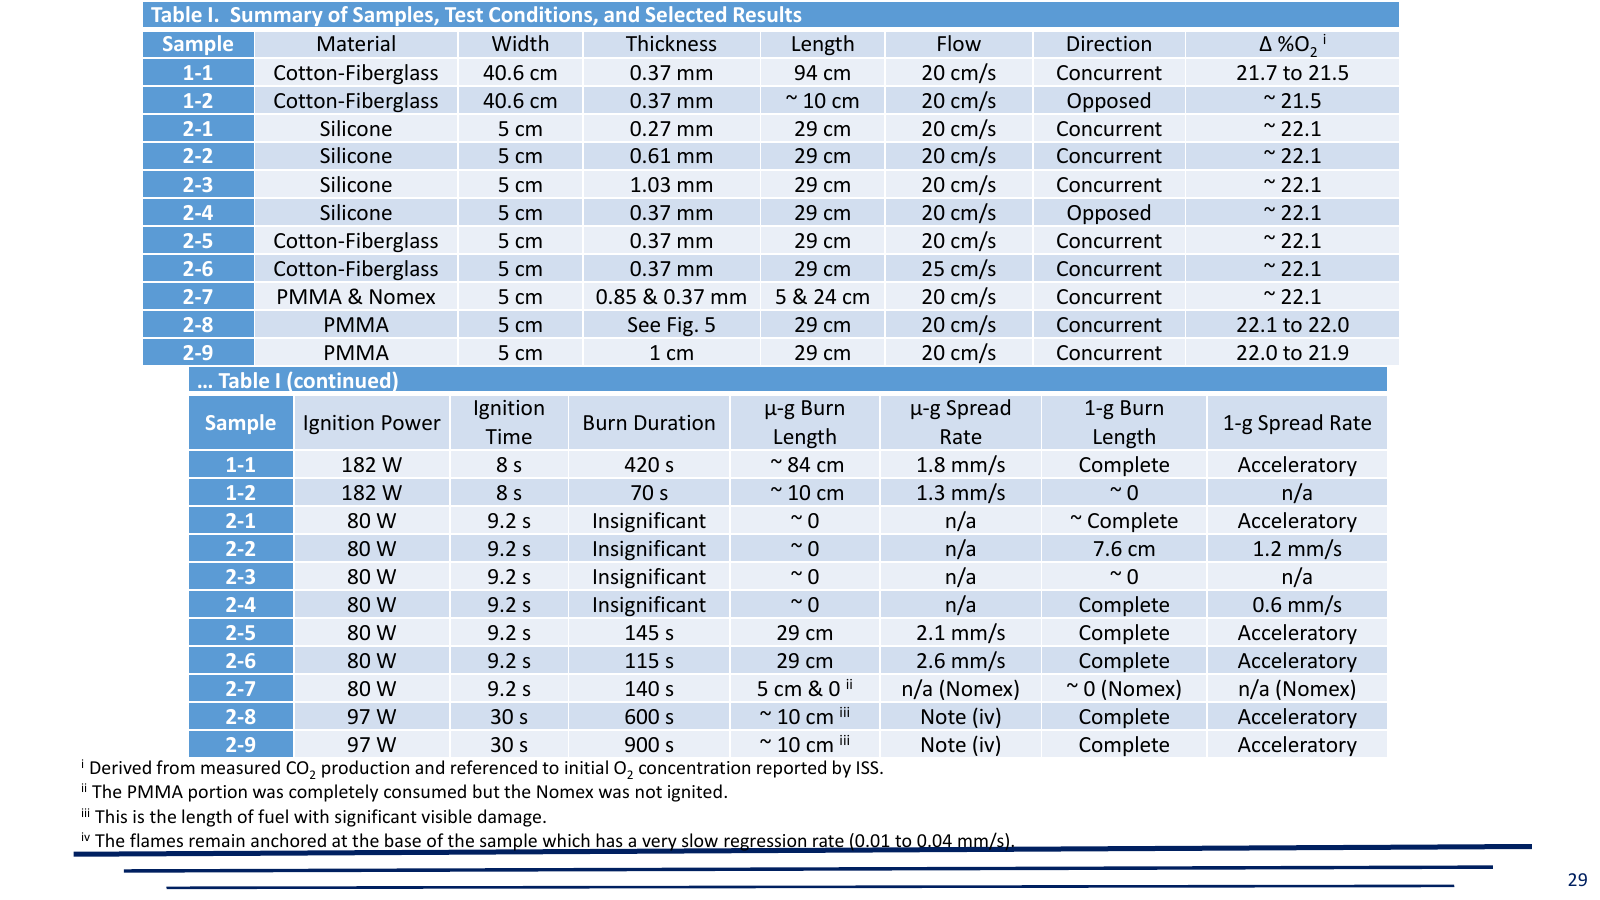 Table I. Summary of Samples, Test Conditions, and Selected Results
Sample Material Width Thickness Length Flow Direction Δ %O2 i
1-1 Cotton-Fiberglass 40.6 cm 0.37 mm 94 cm 20 cm/s Concurrent 21.7 to 21.5
1-2 Cotton-Fiberglass 40.6 cm 0.37 mm ~ 10 cm 20 cm/s Opposed ~ 21.5
2-1 Silicone 5 cm 0.27 mm 29 cm 20 cm/s Concurrent ~ 22.1
2-2 Silicone 5 cm 0.61 mm 29 cm 20 cm/s Concurrent ~ 22.1
2-3 Silicone 5 cm 1.03 mm 29 cm 20 cm/s Concurrent ~ 22.1
2-4 Silicone 5 cm 0.37 mm 29 cm 20 cm/s Opposed ~ 22.1
2-5 Cotton-Fiberglass 5 cm 0.37 mm 29 cm 20 cm/s Concurrent ~ 22.1
2-6 Cotton-Fiberglass 5 cm 0.37 mm 29 cm 25 cm/s Concurrent ~ 22.1
2-7 PMMA & Nomex 5 cm 0.85 & 0.37 mm 5 & 24 cm 20 cm/s Concurrent ~ 22.1
2-8 PMMA 5 cm See Fig. 5 29 cm 20 cm/s Concurrent 22.1 to 22.0
2-9 PMMA 5 cm 1 cm 29 cm 20 cm/s Concurrent 22.0 to 21.9
... Table I (continued)
Sample Ignition Power Ignition Time Burn Duration μ-g Burn Length μ-g Spread Rate 1-g Burn Length 1-g Spread Rate
1-1 182 W 8 s 420 s ~ 84 cm 1.8 mm/s Complete Acceleratory
1-2 182 W 8 s 70 s ~ 10 cm 1.3 mm/s ~ 0 n/a
2-1 80 W 9.2 s Insignificant ~ 0 n/a ~ Complete Acceleratory
2-2 80 W 9.2 s Insignificant ~ 0 n/a 7.6 cm 1.2 mm/s
2-3 80 W 9.2 s Insignificant ~ 0 n/a ~ 0 n/a
2-4 80 W 9.2 s Insignificant ~ 0 n/a Complete 0.6 mm/s
2-5 80 W 9.2 s 145 s 29 cm 2.1 mm/s Complete Acceleratory
2-6 80 W 9.2 s 115 s 29 cm 2.6 mm/s Complete Acceleratory
2-7 80 W 9.2 s 140 s 5 cm & 0 ii n/a (Nomex) ~ 0 (Nomex) n/a (Nomex)
2-8 97 W 30 s 600 s ~ 10 cm iii Note (iv) Complete Acceleratory
2-9 97 W 30 s 900 s ~ 10 cm iii Note (iv) Complete Acceleratory
i Derived from measured CO2 production and referenced to initial O2 concentration reported by ISS.
ii The PMMA portion was completely consumed but the Nomex was not ignited.
iii This is the length of fuel with significant visible damage.
iv The flames remain anchored at the base of the sample which has a very slow regression rate (0.01 to 0.04 mm/s).
29